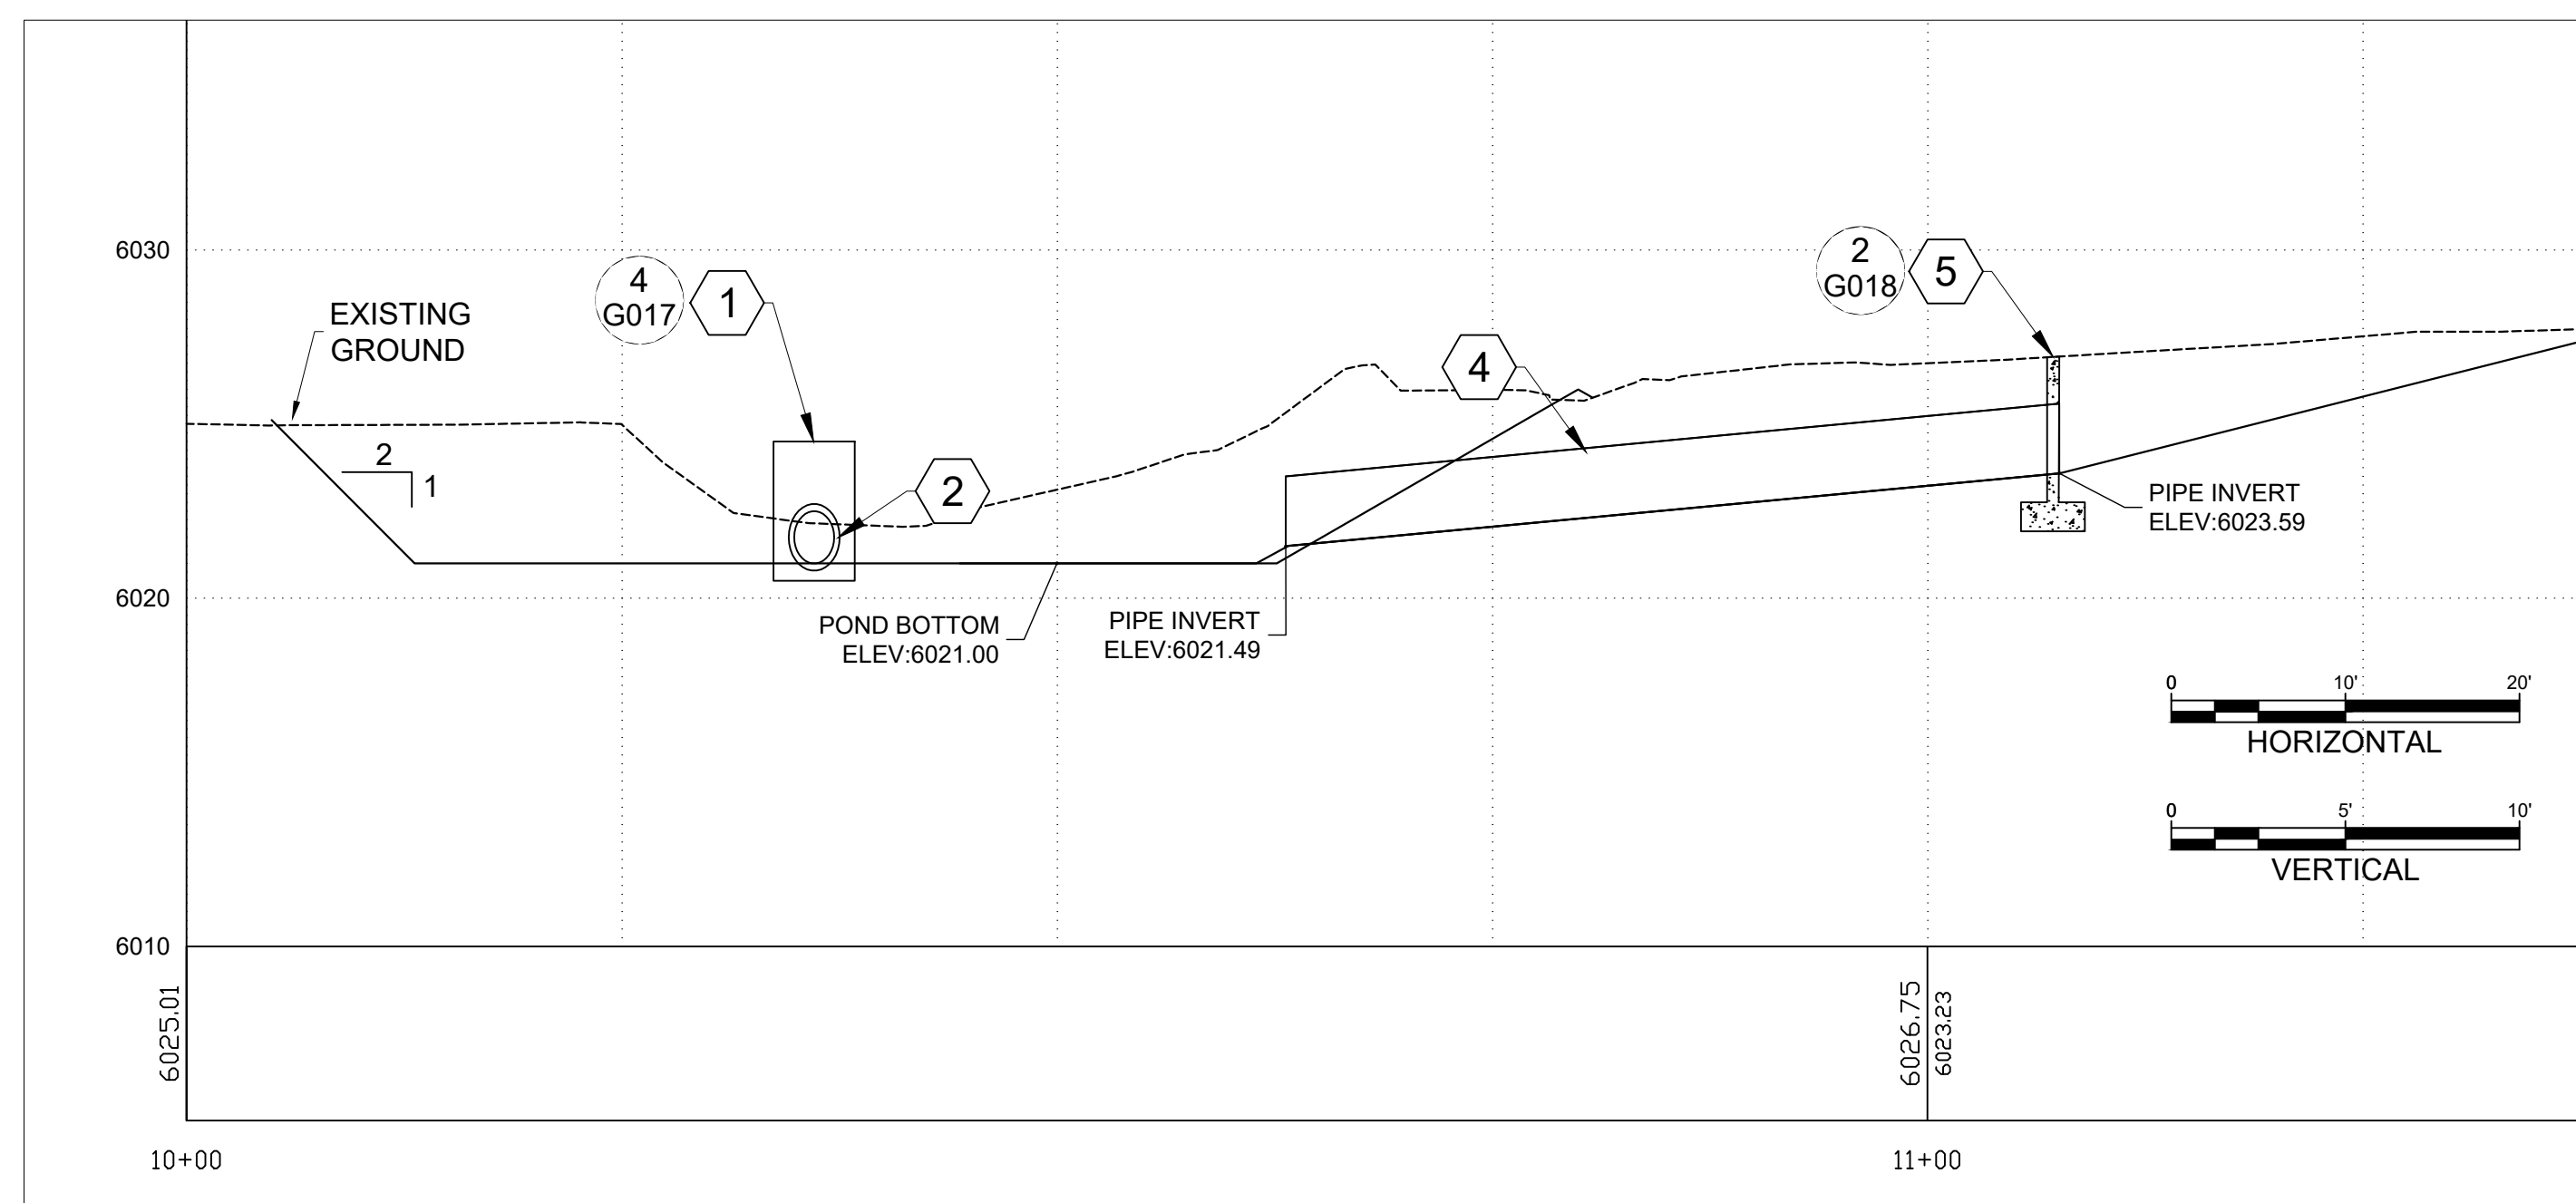 6030
EXISTING
GROUND
4
G017
1
2
G018
5
4
2
1
2
PIPE INVERT
ELEV:6023.59
6020
POND BOTTOM
ELEV:6021.00
PIPE INVERT
ELEV:6021.49
0 10' 20'
HORIZONTAL
0 5' 10'
VERTICAL
6010
6025.01
6026.75
6023.23
10+00
11+00